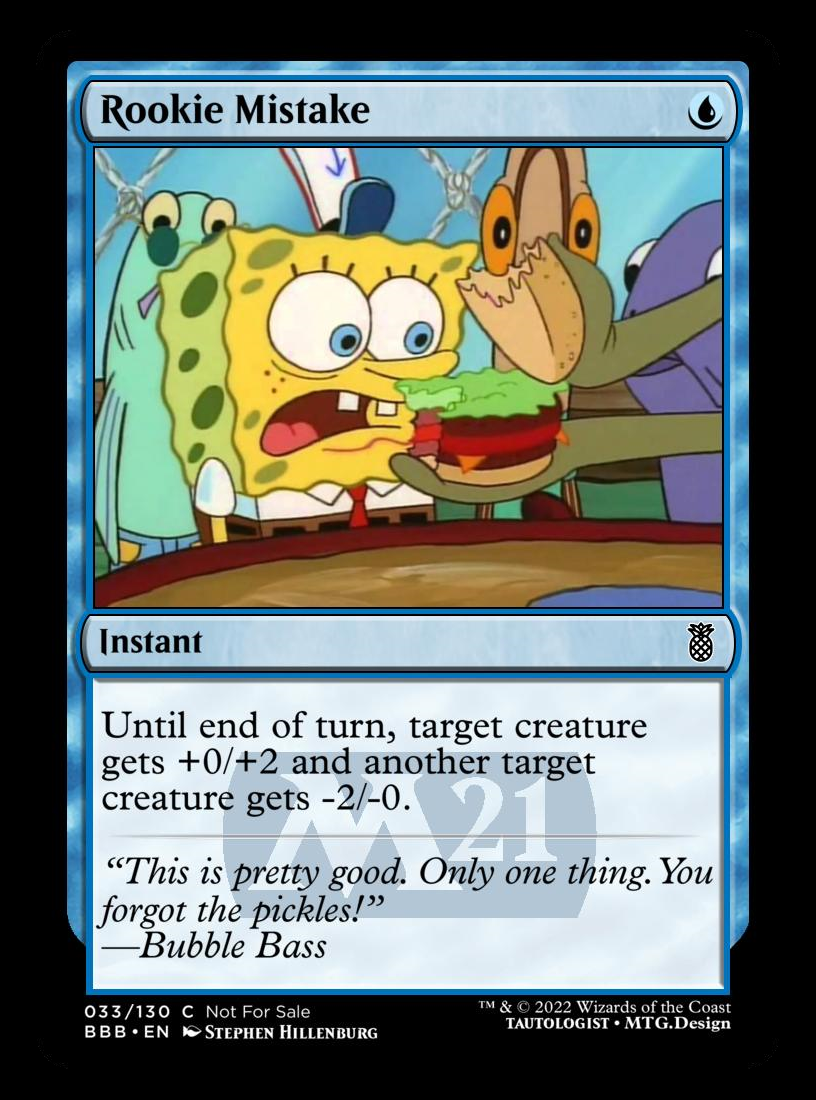 Rookie Mistake
Instant
Until end of turn, target creature
gets +0/+2 and another target
creature gets -2/-0.
M21
“This is pretty good. Only one thing. You
forgot the pickles!”
—Bubble Bass
033/130 C Not For Sale
BBB • EN STEPHEN HILLENBURG
™ & © 2022 Wizards of the Coast
TAUTOLOGIST • MTG.Design